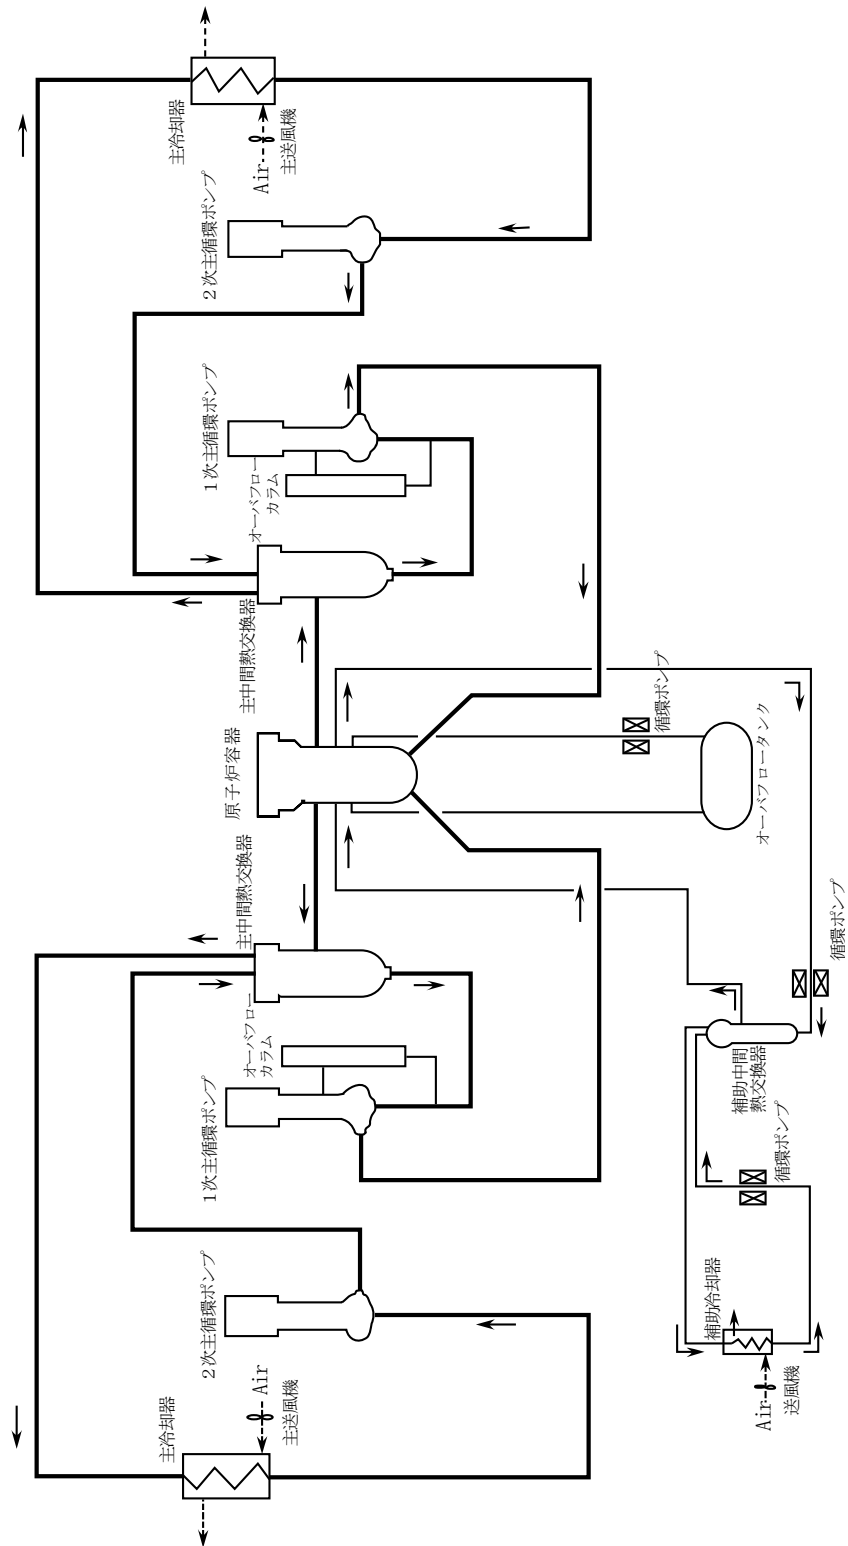 主冷却器
Air
主送風機
2次主循環ポンプ
1次主循環ポンプ
オーバフロー
カラム
主中間熱交換器
原子炉容器
主中間熱交換器
オーバフロー
カラム
1次主循環ポンプ
2次主循環ポンプ
主冷却器
Air
主送風機
循環ポンプ
オーバフロータンク
補助冷却器
Air
送風機
循環ポンプ
補助中間
熱交換器
循環ポンプ